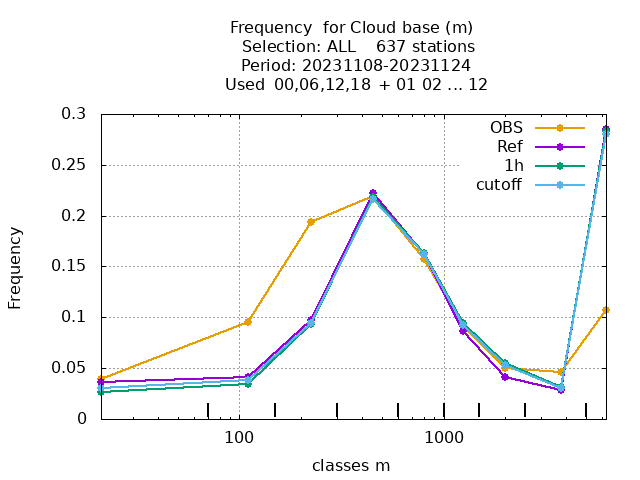 Frequency  for Cloud base (m)
Selection: ALL    637 stations
Period: 20231108-20231124
Used  00,06,12,18  + 01 02 ... 12
OBS
Ref
1h
cutoff
0.3
0.25
0.2
0.15
0.1
0.05
0
Frequency
100
1000
classes m